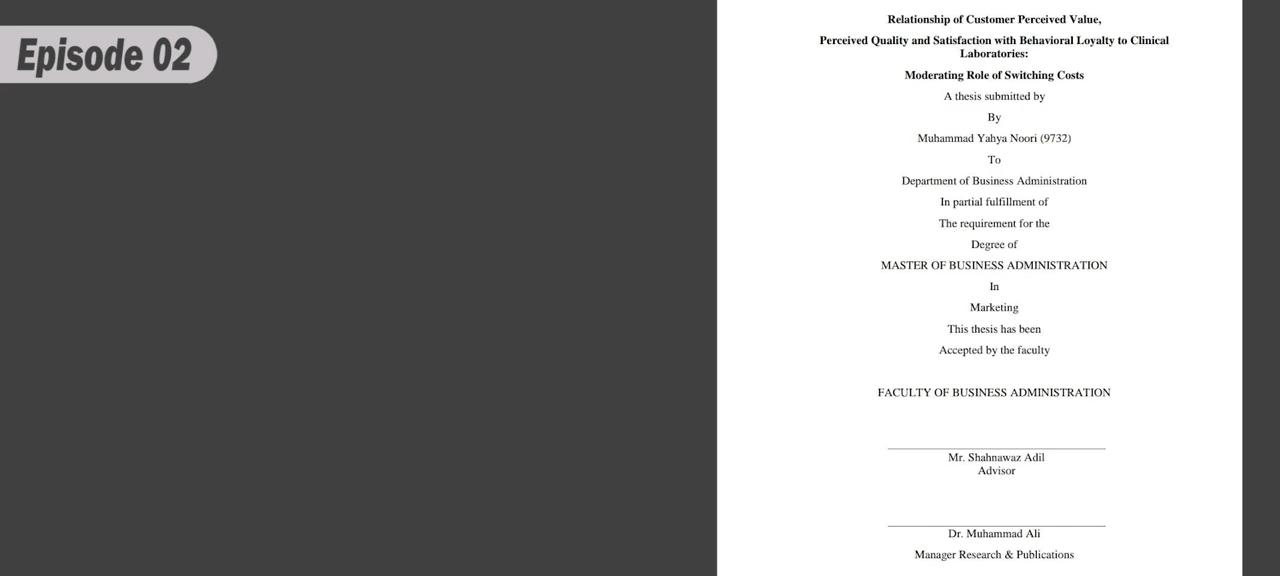 Episode 02
Relationship of Customer Perceived Value,
Perceived Quality and Satisfaction with Behavioral Loyalty to Clinical
Laboratories:
Moderating Role of Switching Costs
A thesis submitted by
By
Muhammad Yahya Noori (9732)
To
Department of Business Administration
In partial fulfillment of
The requirement for the
Degree of
MASTER OF BUSINESS ADMINISTRATION
In
Marketing
This thesis has been
Accepted by the faculty
FACULTY OF BUSINESS ADMINISTRATION
Mr. Shahnawaz Adil
Advisor
Dr. Muhammad Ali
Manager Research & Publications